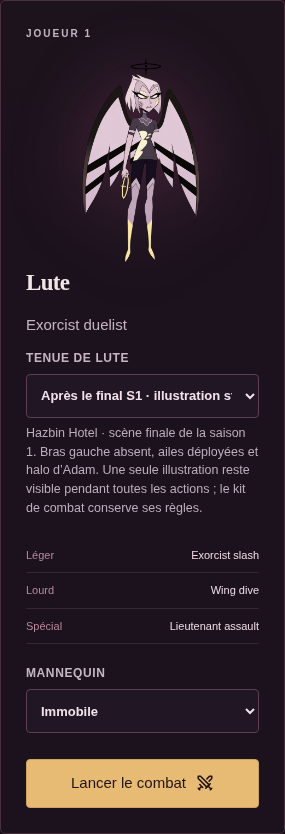 JOUEUR 1
Lute
Exorcist duelist
TENUE DE LUTE
Après le final S1 · illustration s
Hazbin Hotel · scène finale de la saison
1. Bras gauche absent, ailes déployées et
halo d'Adam. Une seule illustration reste
visible pendant toutes les actions ; le kit
de combat conserve ses règles.
Léger Exorcist slash
Lourd Wing dive
Spécial Lieutenant assault
MANNEQUIN
Immobile
Lancer le combat